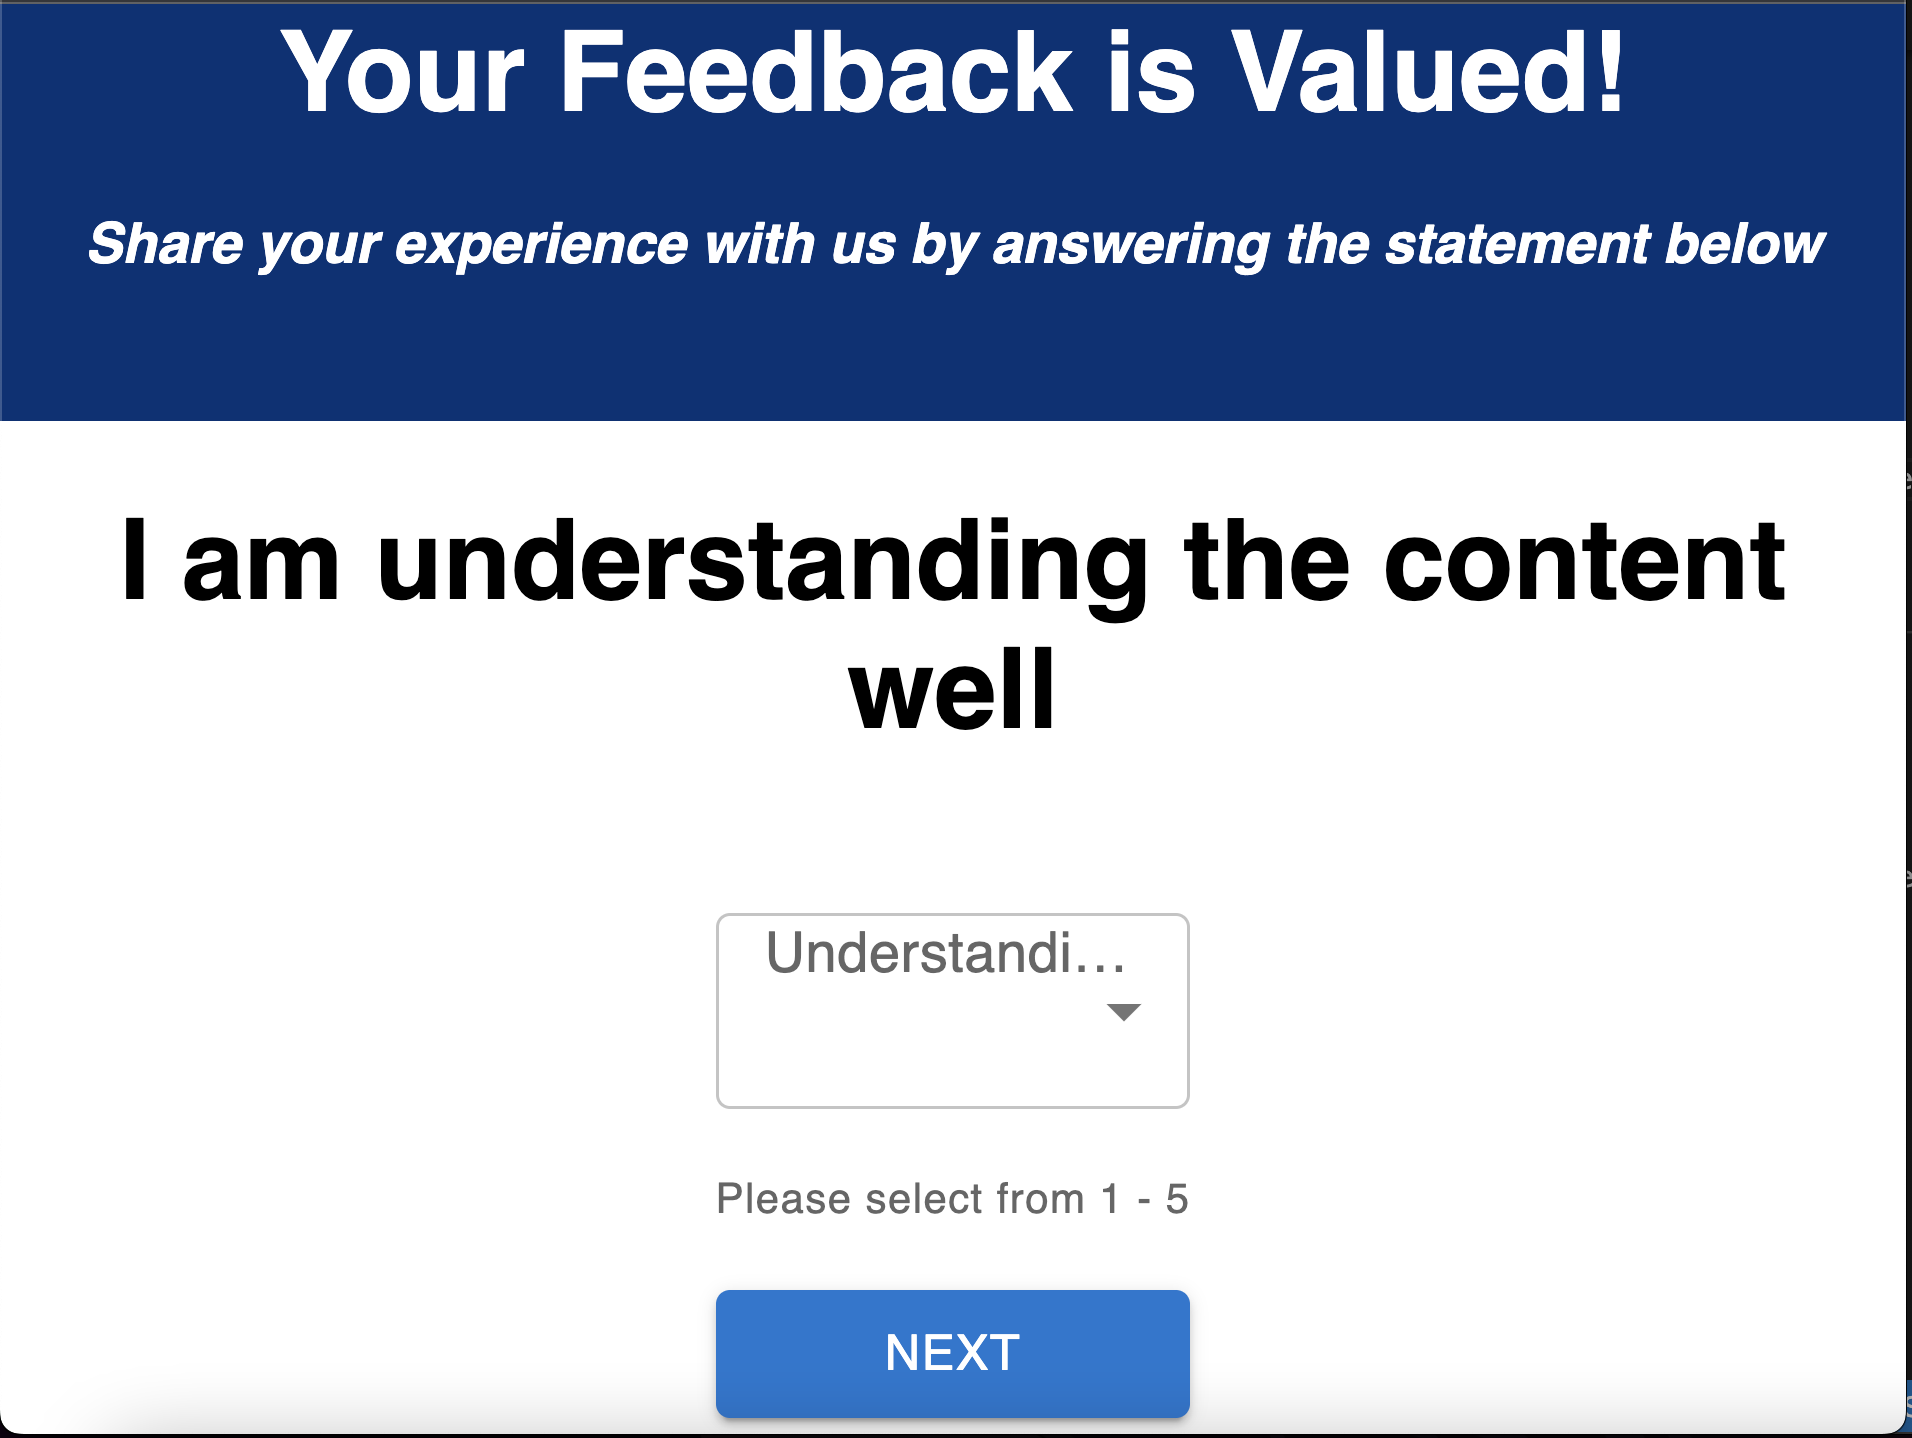 Your Feedback is Valued!
Share your experience with us by answering the statement below
I am understanding the content
well
Understandi...
Please select from 1 - 5
NEXT